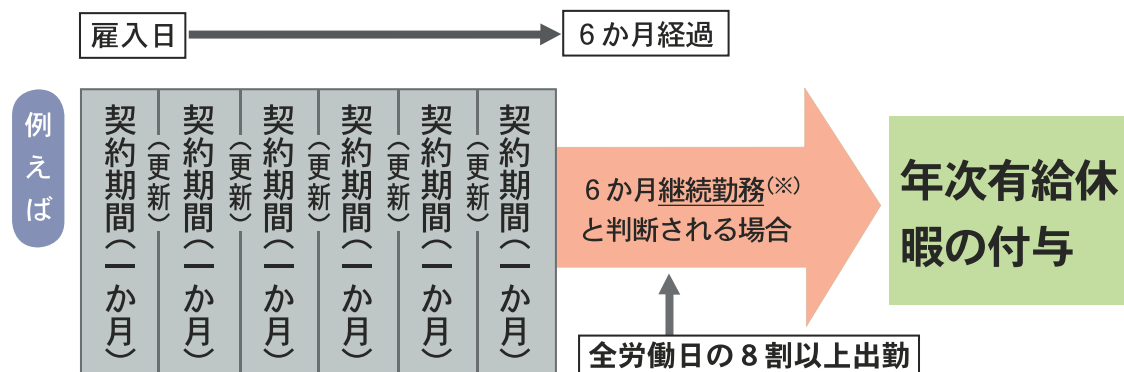 雇入日
6か月経過
例えば
契約期間(一か月)
(更新)
契約期間(一か月)
(更新)
契約期間(一か月)
(更新)
契約期間(一か月)
(更新)
契約期間(一か月)
(更新)
契約期間(一か月)
6か月継続勤務(※)
と判断される場合
全労働日の8割以上出勤
年次有給休
暇の付与